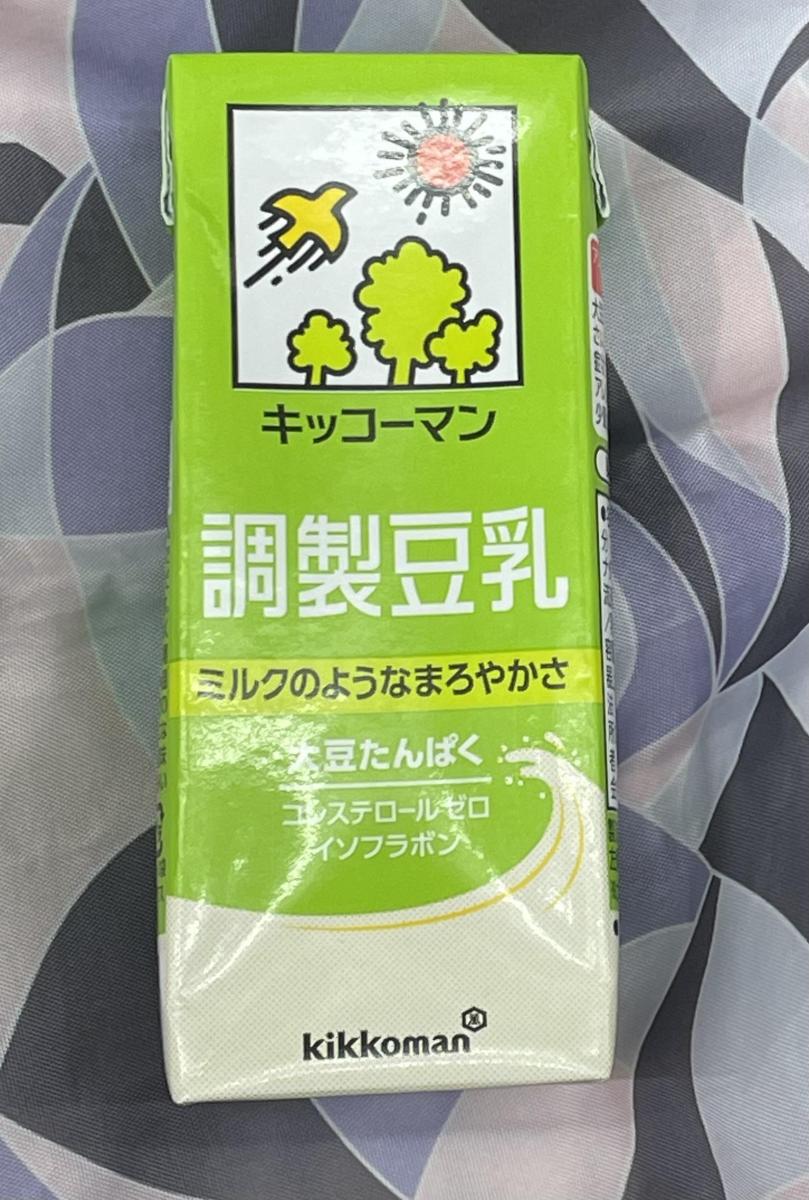 キッコーマン
調製豆乳
ミルクのようなまろやかさ
大豆たんぱく
コレステロール ゼロ
イソフラボン
kikkoman